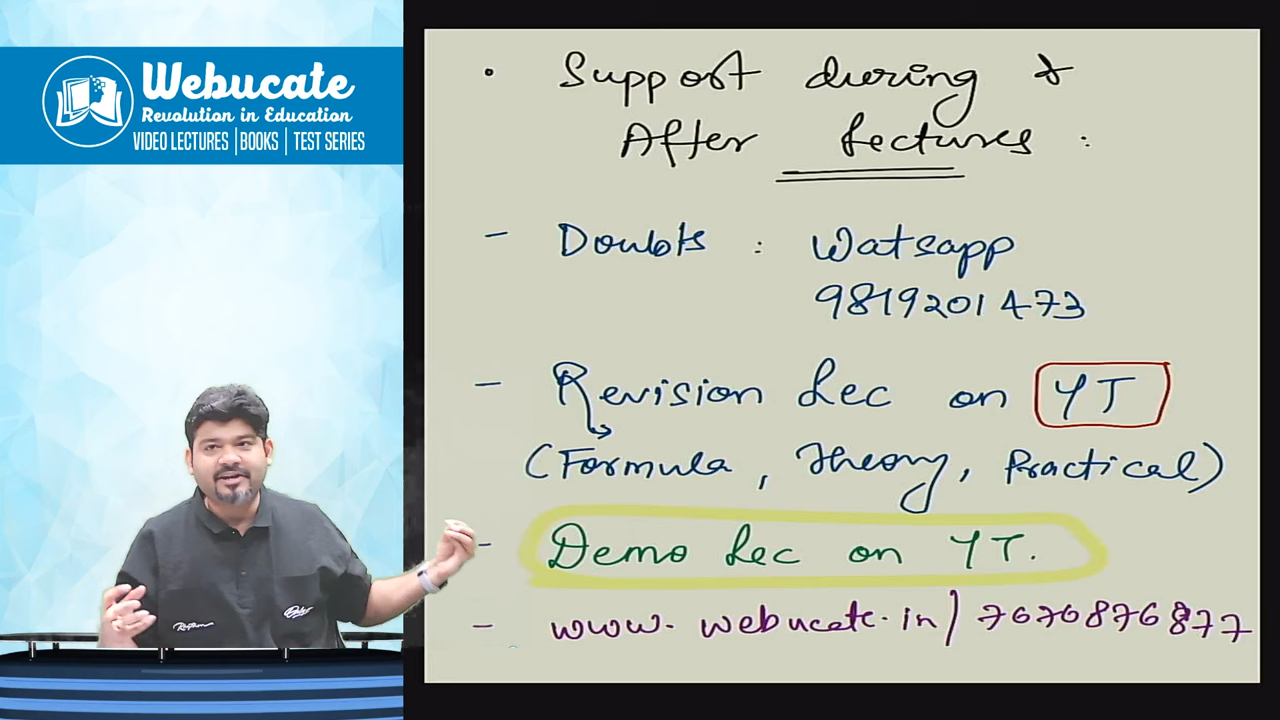 Webucate
Revolution in Education
VIDEO LECTURES | BOOKS | TEST SERIES
• Support during &
After Lectures :
- Doubts : Watsapp
9819201473
- Revision Lec on YT
(Formula, Theory, Practical)
- Demo Lec on YT.
- www.webucate.in/7670876877